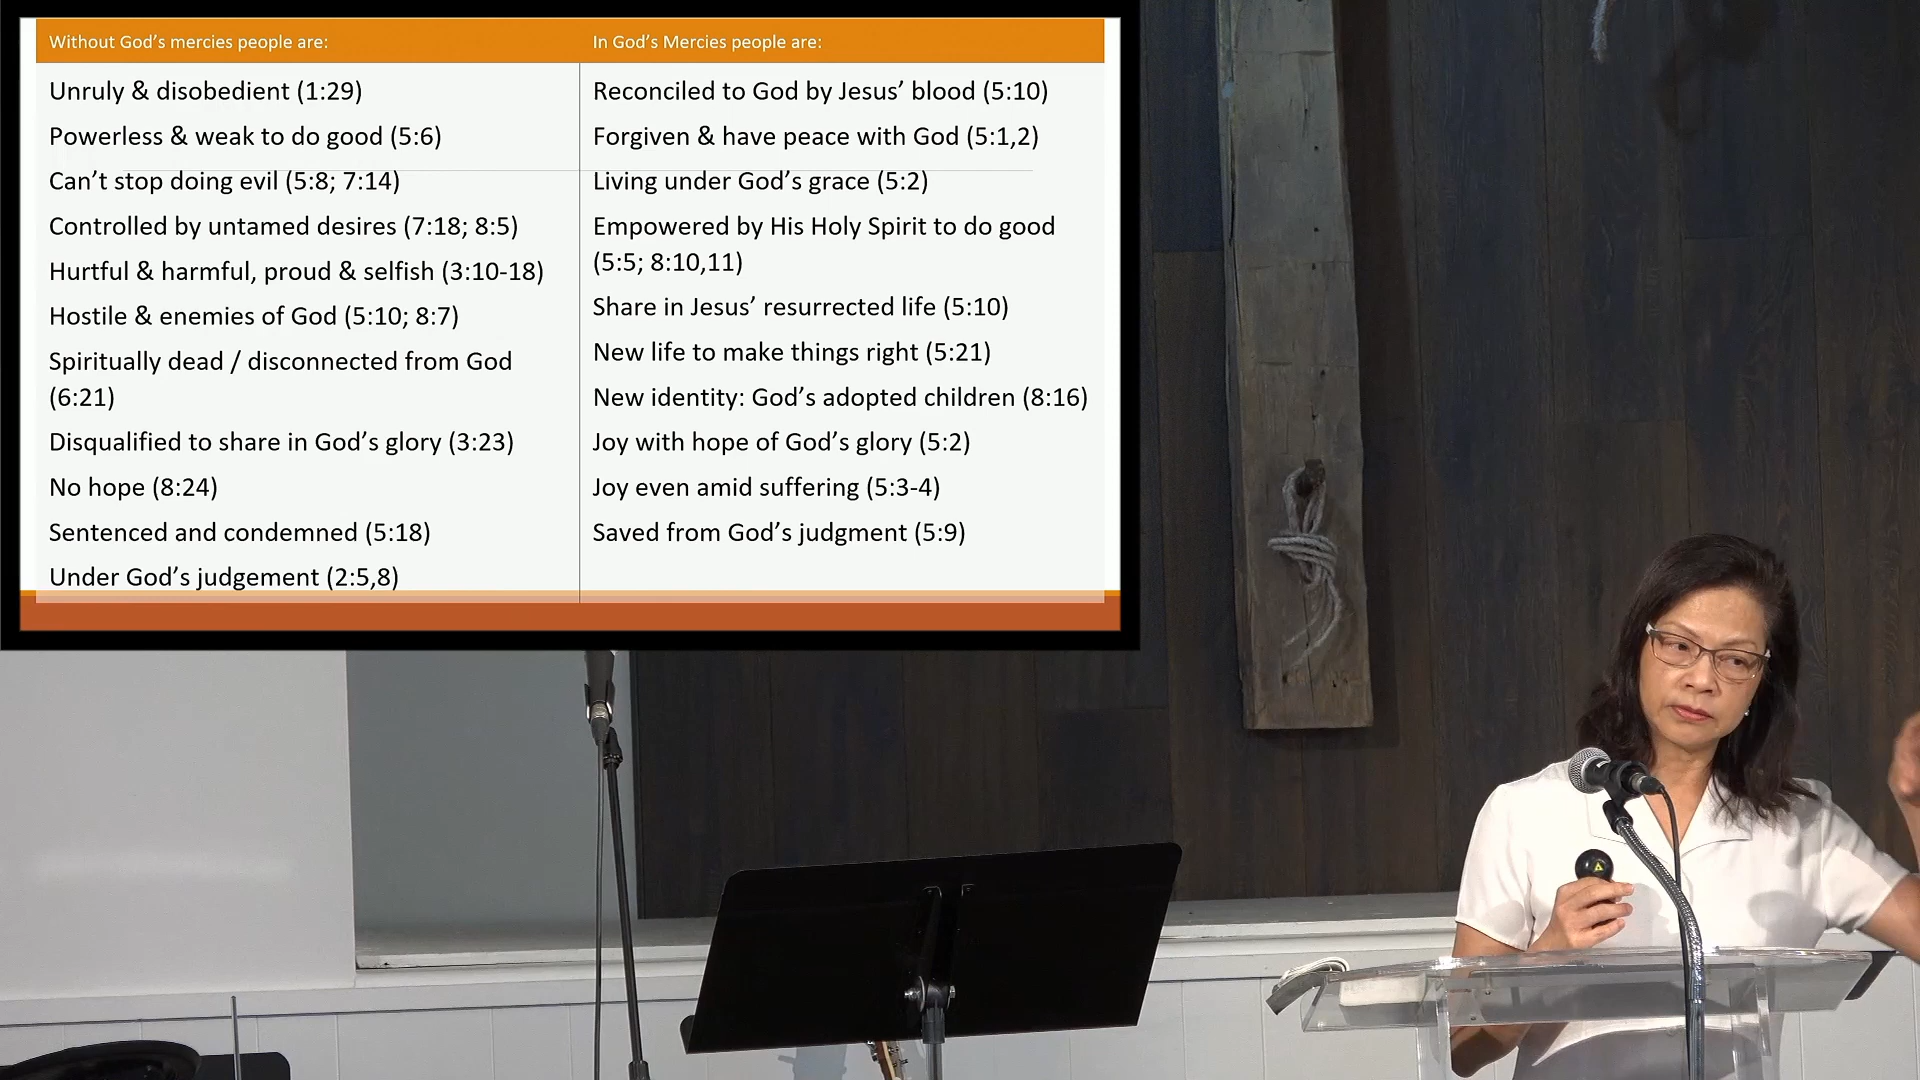 Without God's mercies people are:
In God's Mercies people are:
Unruly & disobedient (1:29)
Powerless & weak to do good (5:6)
Can't stop doing evil (5:8; 7:14)
Controlled by untamed desires (7:18; 8:5)
Hurtful & harmful, proud & selfish (3:10-18)
Hostile & enemies of God (5:10; 8:7)
Spiritually dead / disconnected from God
(6:21)
Disqualified to share in God's glory (3:23)
No hope (8:24)
Sentenced and condemned (5:18)
Under God's judgement (2:5,8)
Reconciled to God by Jesus' blood (5:10)
Forgiven & have peace with God (5:1,2)
Living under God's grace (5:2)
Empowered by His Holy Spirit to do good
(5:5; 8:10,11)
Share in Jesus' resurrected life (5:10)
New life to make things right (5:21)
New identity: God's adopted children (8:16)
Joy with hope of God's glory (5:2)
Joy even amid suffering (5:3-4)
Saved from God's judgment (5:9)